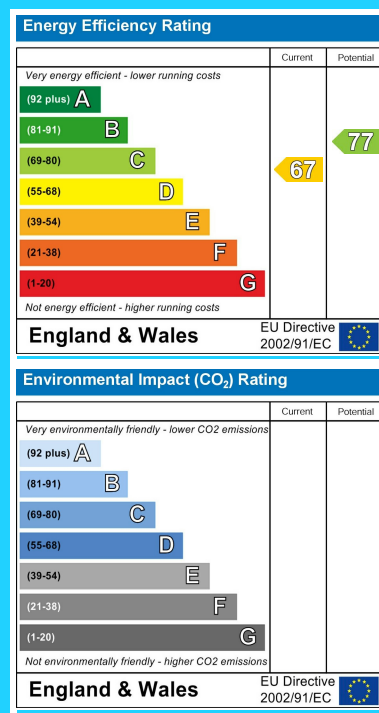 Energy Efficiency Rating
Current Potential
Very energy efficient - lower running costs
(92 plus) A
(81-91) B
77
(69-80) C
67
(55-68) D
(39-54) E
(21-38) F
(1-20) G
Not energy efficient - higher running costs
England & Wales
EU Directive
2002/91/EC
Environmental Impact (CO₂) Rating
Current Potential
Very environmentally friendly - lower CO2 emissions
(92 plus) A
(81-91) B
(69-80) C
(55-68) D
(39-54) E
(21-38) F
(1-20) G
Not environmentally friendly - higher CO2 emissions
England & Wales
EU Directive
2002/91/EC